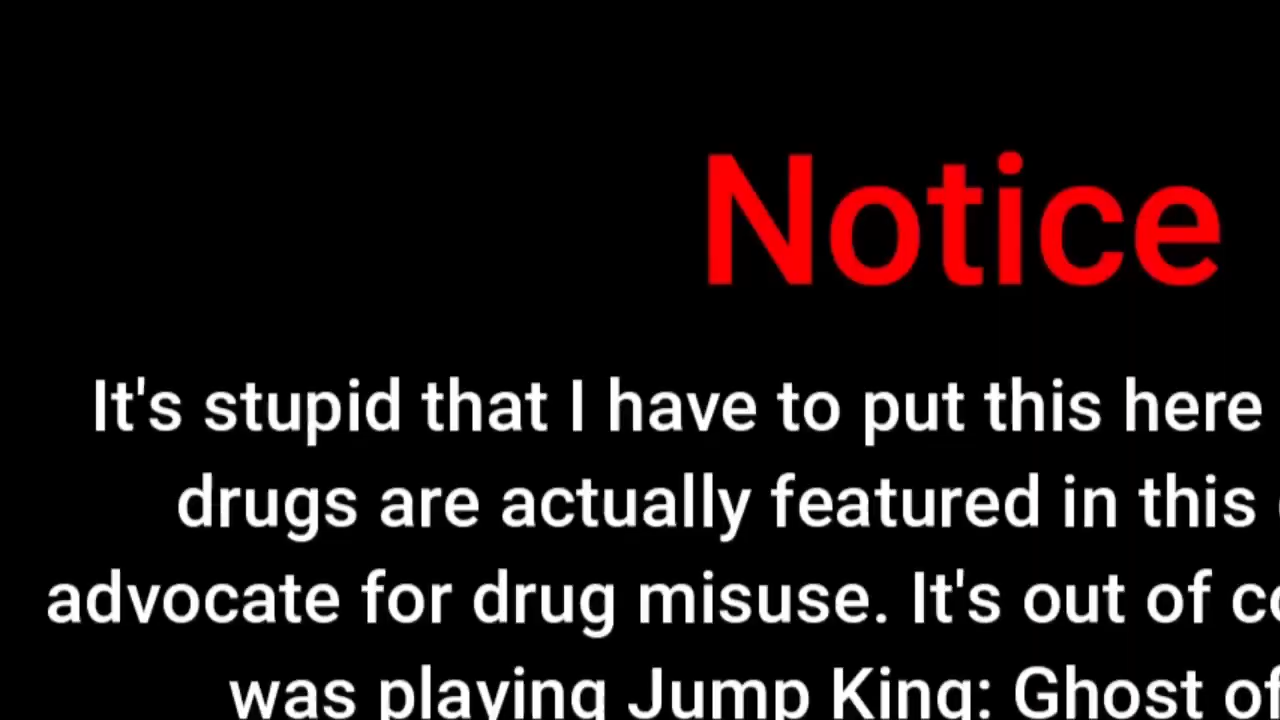 Notice
It's stupid that I have to put this here
drugs are actually featured in this
advocate for drug misuse. It's out of
was playing Jump King: Ghost of